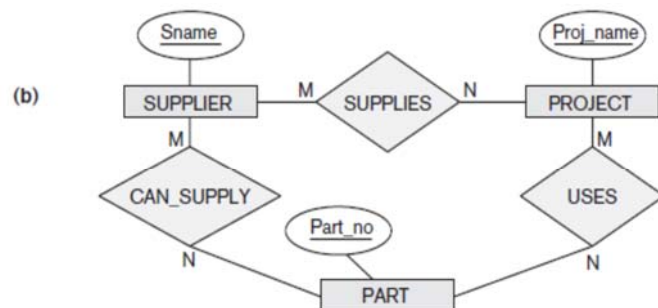 Sname
Proj_name
(b)
SUPPLIER
M
SUPPLIES
N
PROJECT
M
M
CAN_SUPPLY
USES
Part_no
N
N
PART